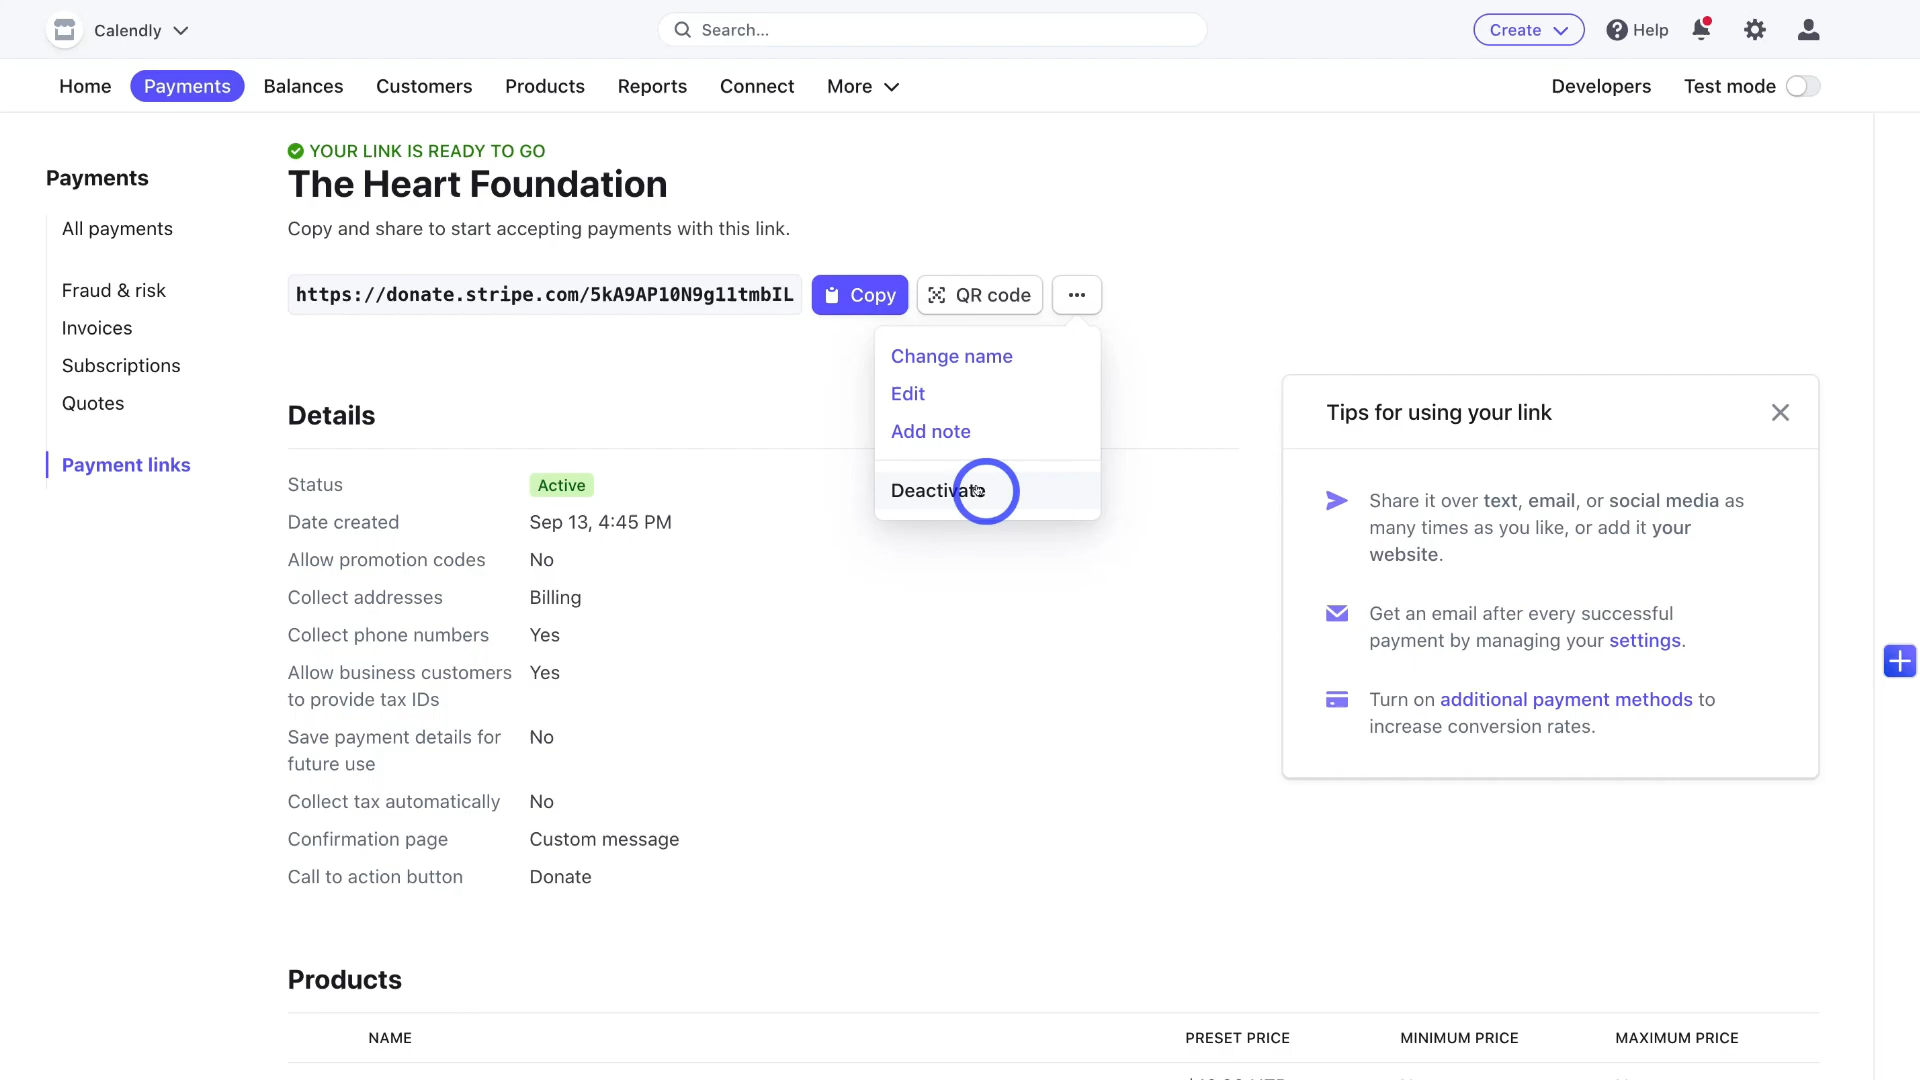 Calendly
Search...
Create
Help
Home
Payments
Balances
Customers
Products
Reports
Connect
More
Developers
Test mode
YOUR LINK IS READY TO GO
The Heart Foundation
Copy and share to start accepting payments with this link.
Payments
All payments
Fraud & risk
Invoices
Subscriptions
Quotes
Payment links
https://donate.stripe.com/5kA9AP10N9g11tmbIL
Copy
QR code
Change name
Edit
Add note
Deactivate
Details
Status
Active
Date created
Sep 13, 4:45 PM
Allow promotion codes
No
Collect addresses
Billing
Collect phone numbers
Yes
Allow business customers
to provide tax IDs
Yes
Save payment details for
future use
No
Collect tax automatically
No
Confirmation page
Custom message
Call to action button
Donate
Tips for using your link
Share it over text, email, or social media as
many times as you like, or add it your
website.
Get an email after every successful
payment by managing your settings.
Turn on additional payment methods to
increase conversion rates.
Products
NAME
PRESET PRICE
MINIMUM PRICE
MAXIMUM PRICE